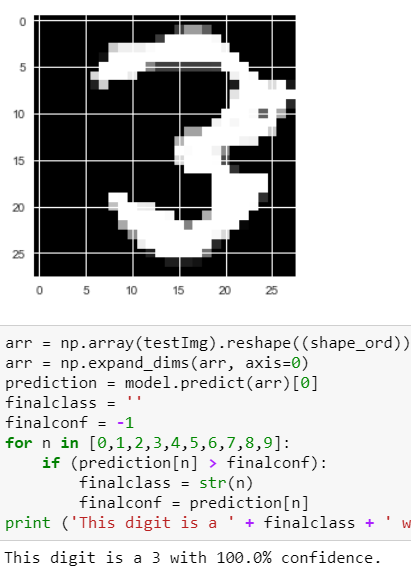 0
5
10
15
20
25
0 5 10 15 20 25
arr = np.array(testImg).reshape((shape_ord))
arr = np.expand_dims(arr, axis=0)
prediction = model.predict(arr)[0]
finalclass = ''
finalconf = -1
for n in [0,1,2,3,4,5,6,7,8,9]:
    if (prediction[n] > finalconf):
        finalclass = str(n)
        finalconf = prediction[n]
print ('This digit is a ' + finalclass + ' w
This digit is a 3 with 100.0% confidence.